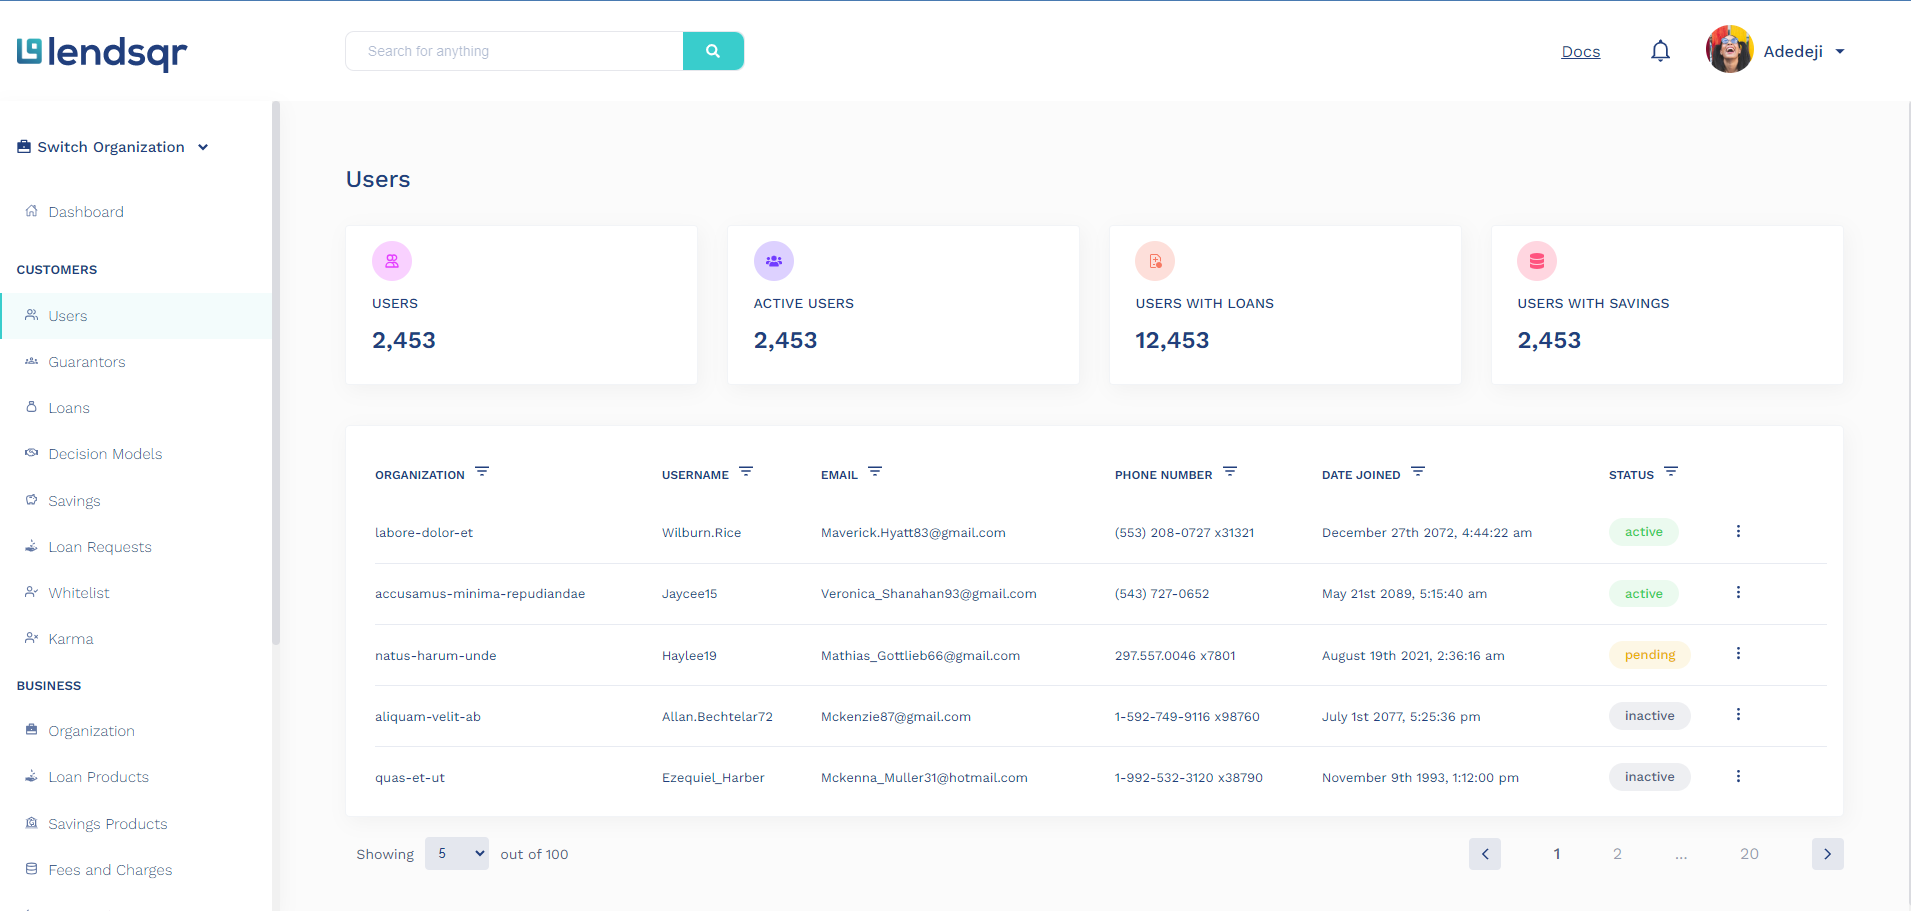 lendsqr
Search for anything
Docs
Adedeji
Switch Organization
Dashboard
CUSTOMERS
Users
Guarantors
Loans
Decision Models
Savings
Loan Requests
Whitelist
Karma
BUSINESS
Organization
Loan Products
Savings Products
Fees and Charges
Users
USERS
2,453
ACTIVE USERS
2,453
USERS WITH LOANS
12,453
USERS WITH SAVINGS
2,453
ORGANIZATION USERNAME EMAIL PHONE NUMBER DATE JOINED STATUS
labore-dolor-et Wilburn.Rice Maverick.Hyatt83@gmail.com (553) 208-0727 x31321 December 27th 2072, 4:44:22 am active
accusamus-minima-repudiandae Jaycee15 Veronica_Shanahan93@gmail.com (543) 727-0652 May 21st 2089, 5:15:40 am active
natus-harum-unde Haylee19 Mathias_Gottlieb66@gmail.com 297.557.0046 x7801 August 19th 2021, 2:36:16 am pending
aliquam-velit-ab Allan.Bechtelar72 Mckenzie87@gmail.com 1-592-749-9116 x98760 July 1st 2077, 5:25:36 pm inactive
quas-et-ut Ezequiel_Harber Mckenna_Muller31@hotmail.com 1-992-532-3120 x38790 November 9th 1993, 1:12:00 pm inactive
Showing 5 out of 100
1 2 ... 20